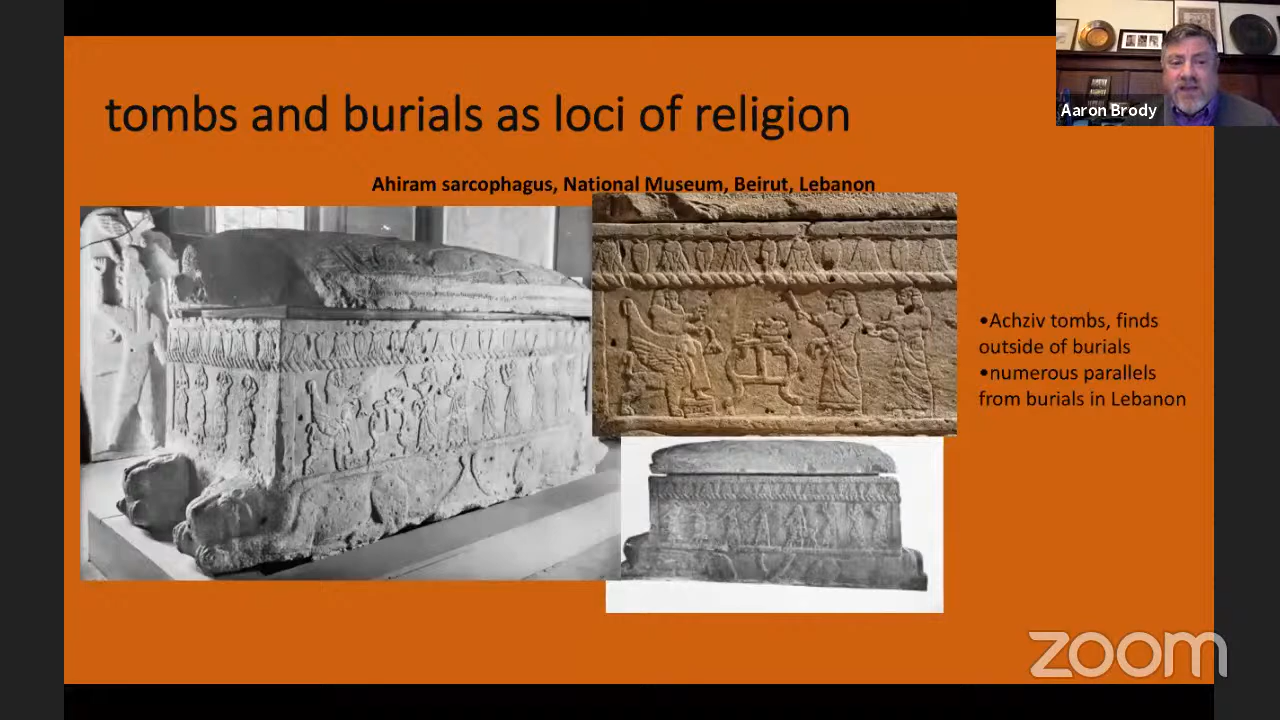 Aaron Brody
tombs and burials as loci of religion
Ahiram sarcophagus, National Museum, Beirut, Lebanon
•Achziv tombs, finds
outside of burials
•numerous parallels
from burials in Lebanon
zoom